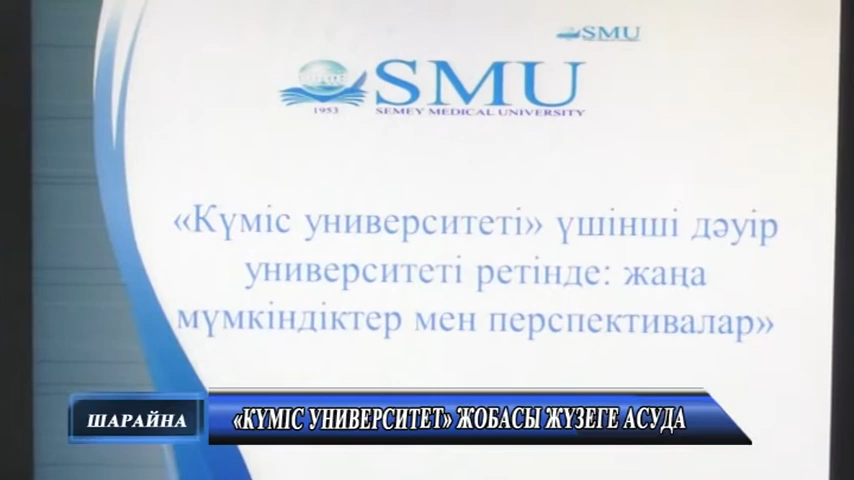 SMU
SMU
1953
SEMEY MEDICAL UNIVERSITY
«Күміс университеті» үшінші дәуір
университеті ретінде: жаңа
мүмкіндіктер мен перспективалар»
ШАРАЙНА
«КҮМІС УНИВЕРСИТЕТ» ЖОБАСЫ ЖҮЗЕГЕ АСУДА